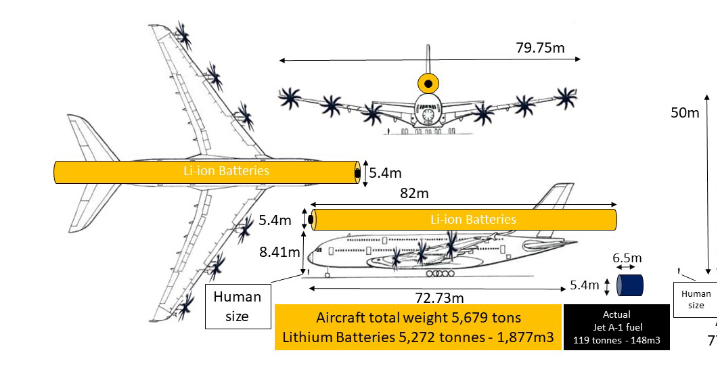 79.75m
50m
Li-ion Batteries
5.4m
82m
5.4m
Li-ion Batteries
8.41m
6.5m
5.4m
Human
size
72.73m
Human
size
Aircraft total weight 5,679 tons
Lithium Batteries 5,272 tonnes - 1,877m3
Actual
Jet A-1 fuel
119 tonnes - 148m3